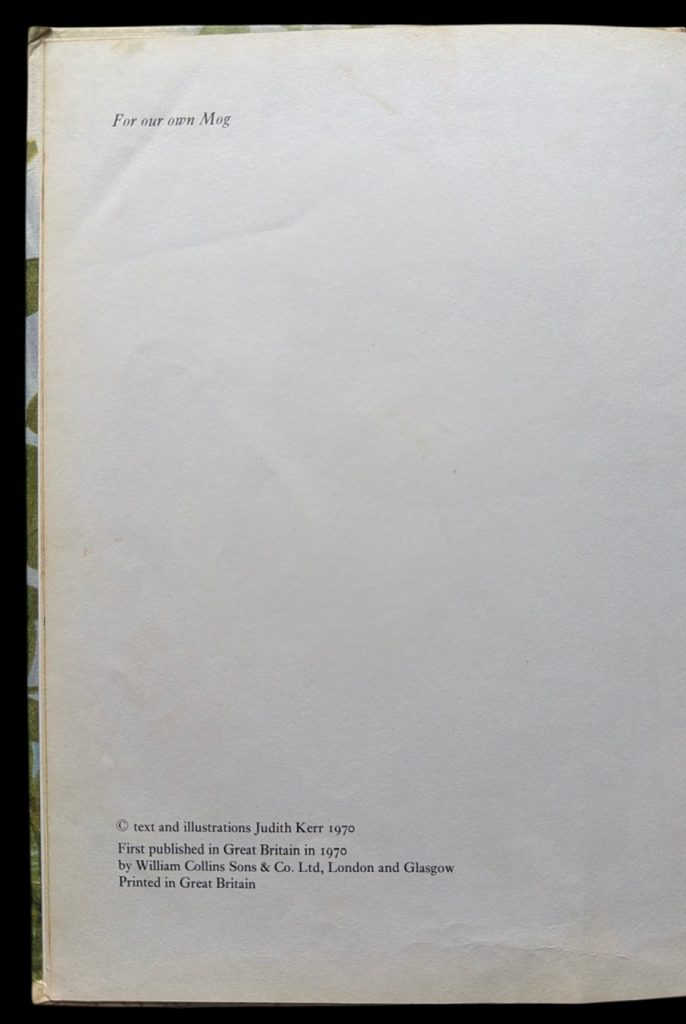 For our own Mog
© text and illustrations Judith Kerr 1970
First published in Great Britain in 1970
by William Collins Sons & Co. Ltd, London and Glasgow
Printed in Great Britain